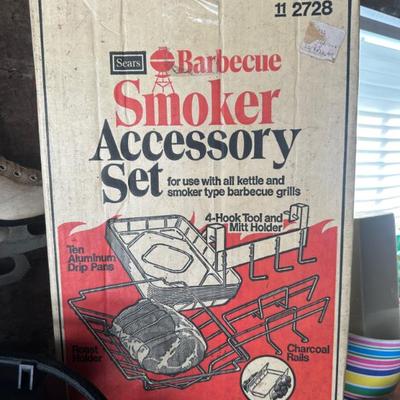 11 2728
Sears
Barbecue
Smoker
Accessory
Set
for use with all kettle and
smoker type barbecue grills
4-Hook Tool and
Mitt Holder
Ten
Aluminum
Drip Pans
Roast
Holder
Charcoal
Rails